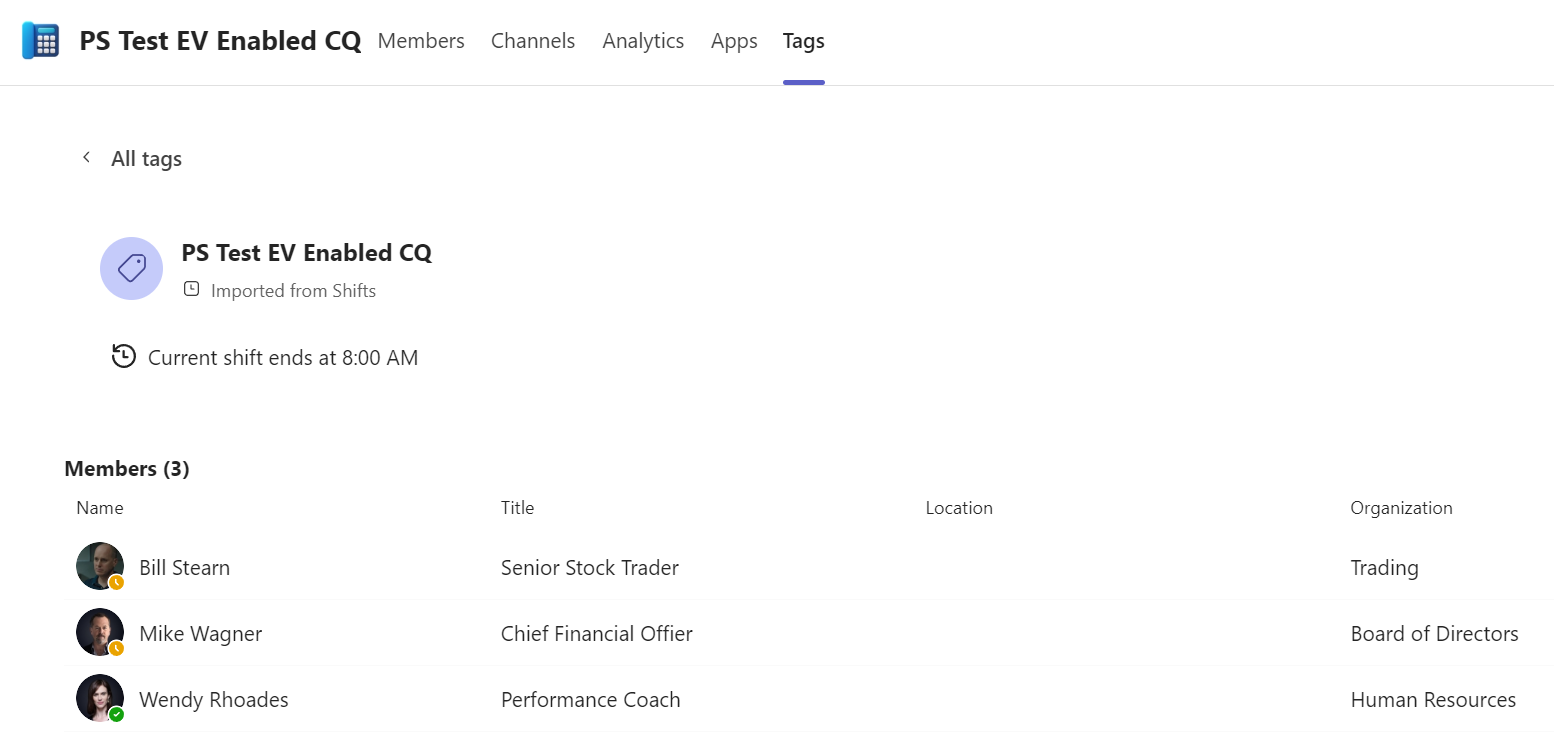 PS Test EV Enabled CQ Members Channels Analytics Apps Tags
All tags
PS Test EV Enabled CQ
Imported from Shifts
Current shift ends at 8:00 AM
Members (3)
Name Title Location Organization
Bill Stearn Senior Stock Trader Trading
Mike Wagner Chief Financial Offier Board of Directors
Wendy Rhoades Performance Coach Human Resources